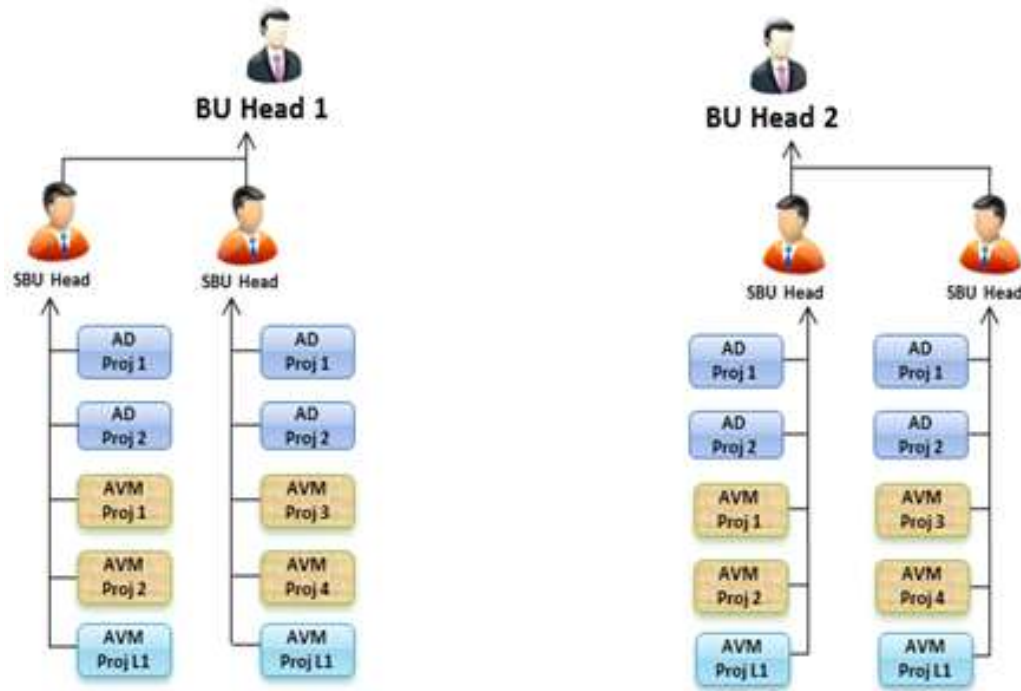 BU Head 1
BU Head 2
SBU Head
SBU Head
SBU Head
SBU Head
AD
Proj 1
AD
Proj 2
AVM
Proj 1
AVM
Proj 2
AVM
Proj L1
AD
Proj 1
AD
Proj 2
AVM
Proj 3
AVM
Proj 4
AVM
Proj L1
AD
Proj 1
AD
Proj 2
AVM
Proj 1
AVM
Proj 2
AVM
Proj L1
AD
Proj 1
AD
Proj 2
AVM
Proj 3
AVM
Proj 4
AVM
Proj L1